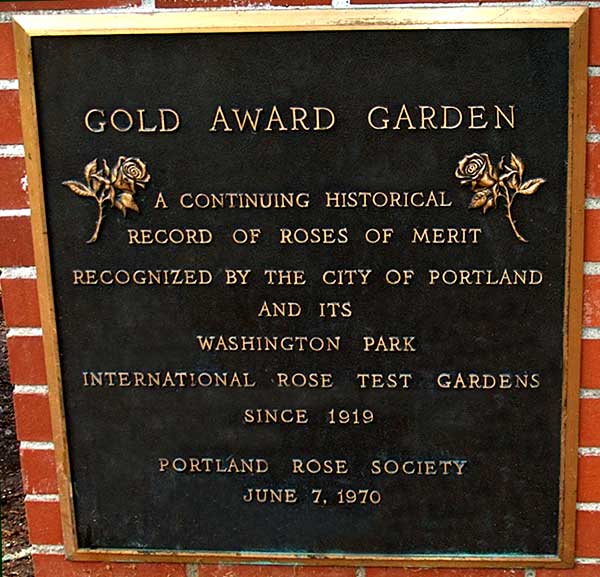 GOLD AWARD GARDEN
A CONTINUING HISTORICAL
RECORD OF ROSES OF MERIT
RECOGNIZED BY THE CITY OF PORTLAND
AND ITS
WASHINGTON PARK
INTERNATIONAL ROSE TEST GARDENS
SINCE 1919
PORTLAND ROSE SOCIETY
JUNE 7, 1970